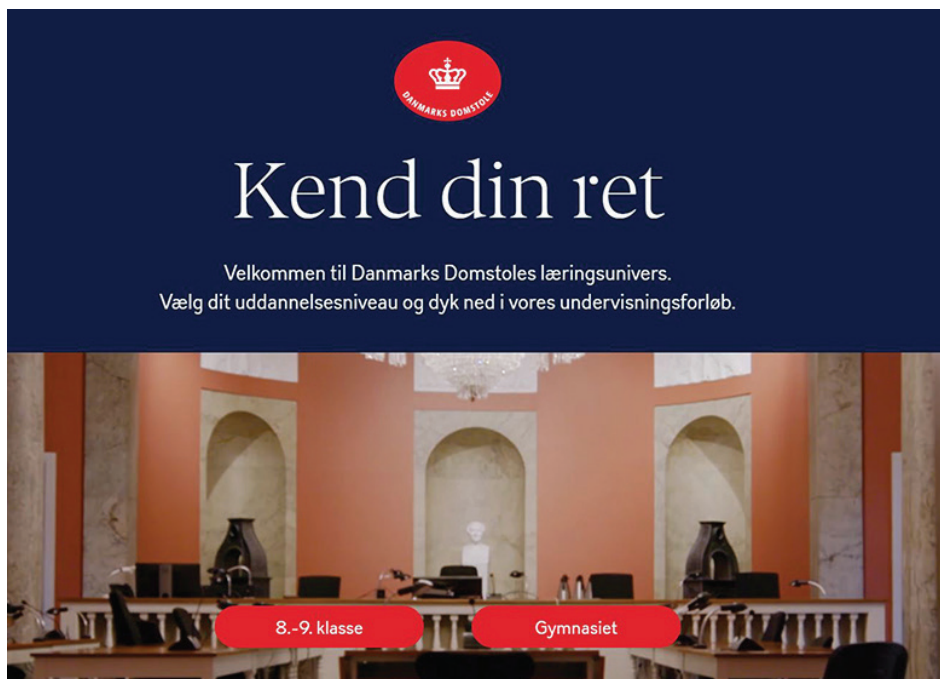 DANMARKS DOMSTOLE
Kend din ret
Velkommen til Danmarks Domstoles læringsunivers.
Vælg dit uddannelsesniveau og dyk ned i vores undervisningsforløb.
8.-9. klasse
Gymnasiet